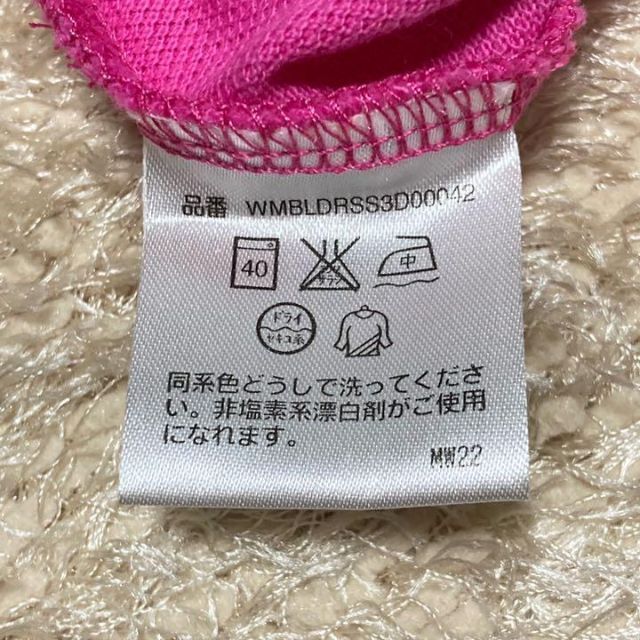 品番 WMBLDRSS3D00042
40 エンソ サラシ 中
ドライ
セキユ系
同系色どうしで洗ってくださ
い。非塩素系漂白剤がご使用
になれます。
MW22